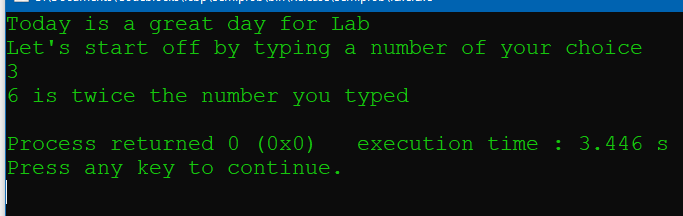 Today is a great day for Lab
Let's start off by typing a number of your choice
3
6 is twice the number you typed
Process returned 0 (0x0)   execution time : 3.446 s
Press any key to continue.